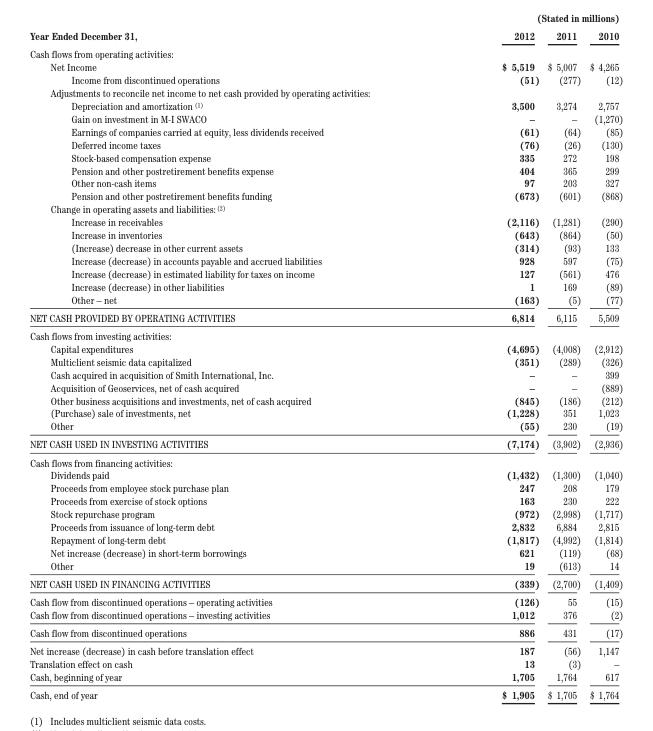 (Stated in millions)
Year Ended December 31, 2012 2011 2010
Cash flows from operating activities:
Net Income $ 5,519 $ 5,007 $ 4,265
Income from discontinued operations (51) (277) (12)
Adjustments to reconcile net income to net cash provided by operating activities:
Depreciation and amortization (1) 3,500 3,274 2,757
Gain on investment in M-I SWACO – – (1,270)
Earnings of companies carried at equity, less dividends received (61) (64) (85)
Deferred income taxes (76) (26) (130)
Stock-based compensation expense 335 272 198
Pension and other postretirement benefits expense 404 365 299
Other non-cash items 97 203 327
Pension and other postretirement benefits funding (673) (601) (868)
Change in operating assets and liabilities: (2)
Increase in receivables (2,116) (1,281) (290)
Increase in inventories (643) (864) (50)
(Increase) decrease in other current assets (314) (93) 133
Increase (decrease) in accounts payable and accrued liabilities 928 597 (75)
Increase (decrease) in estimated liability for taxes on income 127 (561) 476
Increase (decrease) in other liabilities 1 169 (89)
Other – net (163) (5) (77)
NET CASH PROVIDED BY OPERATING ACTIVITIES 6,814 6,115 5,509
Cash flows from investing activities:
Capital expenditures (4,695) (4,008) (2,912)
Multiclient seismic data capitalized (351) (289) (326)
Cash acquired in acquisition of Smith International, Inc. – – 399
Acquisition of Geoservices, net of cash acquired – – (889)
Other business acquisitions and investments, net of cash acquired (845) (186) (212)
(Purchase) sale of investments, net (1,228) 351 1,023
Other (55) 230 (19)
NET CASH USED IN INVESTING ACTIVITIES (7,174) (3,902) (2,936)
Cash flows from financing activities:
Dividends paid (1,432) (1,300) (1,040)
Proceeds from employee stock purchase plan 247 208 179
Proceeds from exercise of stock options 163 230 222
Stock repurchase program (972) (2,998) (1,717)
Proceeds from issuance of long-term debt 2,832 6,884 2,815
Repayment of long-term debt (1,817) (4,992) (1,814)
Net increase (decrease) in short-term borrowings 621 (119) (68)
Other 19 (613) 14
NET CASH USED IN FINANCING ACTIVITIES (339) (2,700) (1,409)
Cash flow from discontinued operations – operating activities (126) 55 (15)
Cash flow from discontinued operations – investing activities 1,012 376 (2)
Cash flow from discontinued operations 886 431 (17)
Net increase (decrease) in cash before translation effect 187 (56) 1,147
Translation effect on cash 13 (3) –
Cash, beginning of year 1,705 1,764 617
Cash, end of year $ 1,905 $ 1,705 $ 1,764
(1) Includes multiclient seismic data costs.